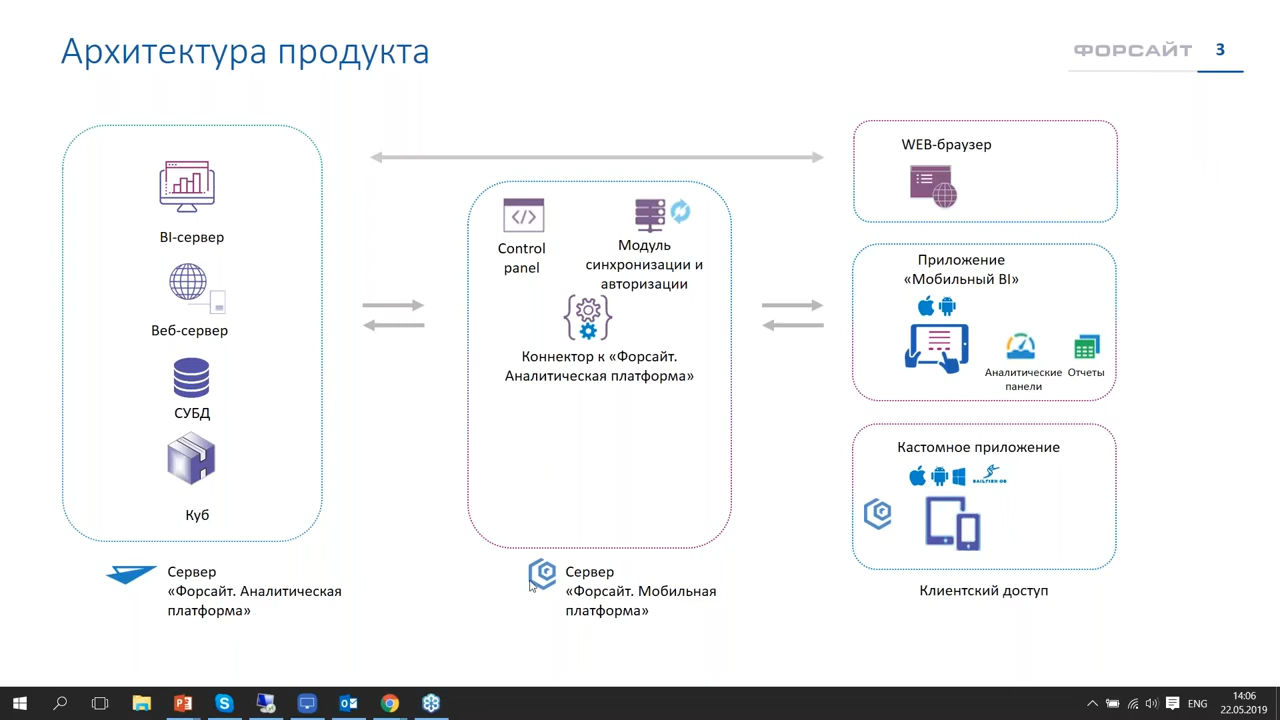 Архитектура продукта
ФОРСАЙТ
3
BI-сервер
Веб-сервер
СУБД
Куб
Сервер
«Форсайт. Аналитическая
платформа»
Control
panel
Модуль
синхронизации и
авторизации
Коннектор к «Форсайт.
Аналитическая платформа»
Сервер
«Форсайт. Мобильная
платформа»
WEB-браузер
Приложение
«Мобильный BI»
Аналитические
панели
Отчеты
Кастомное приложение
SAILFISH OS
Клиентский доступ
ENG
14:06
22.05.2019